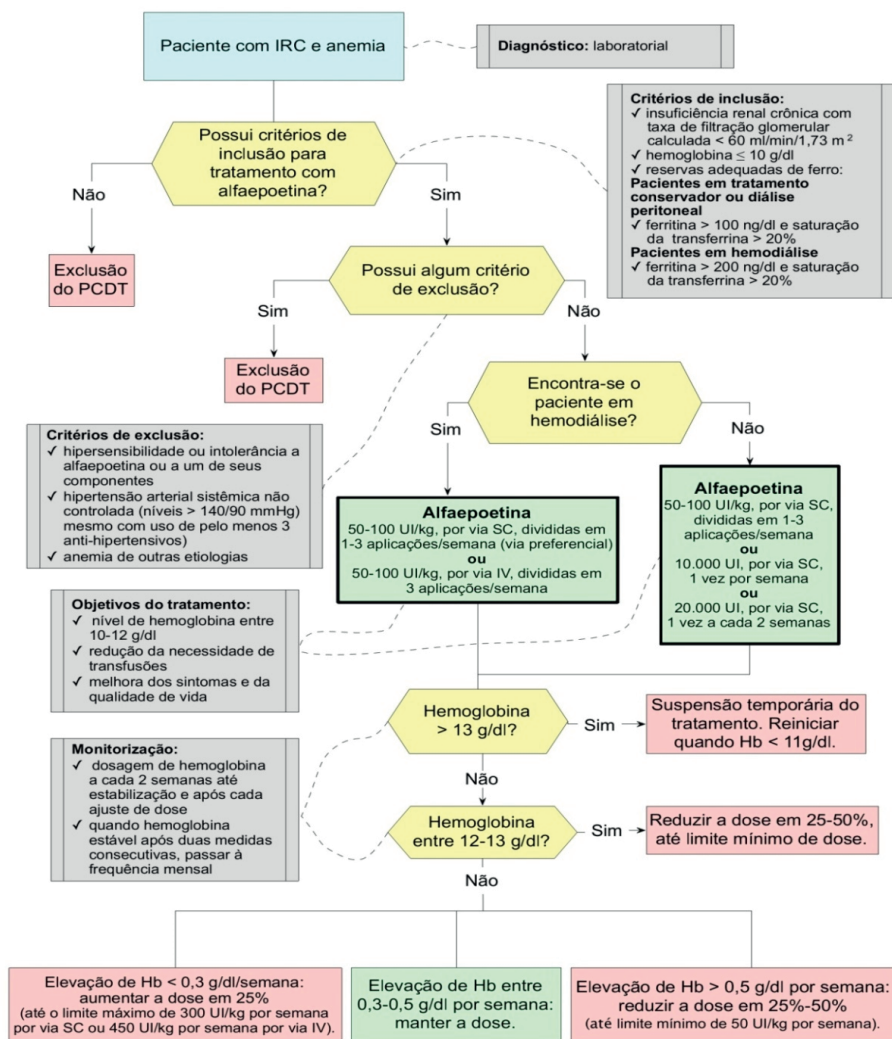 Paciente com IRC e anemia
Diagnóstico: laboratorial
Possui critérios de
inclusão para
tratamento com
alfaepoetina?
Critérios de inclusão:
✓ insuficiência renal crônica com
taxa de filtração glomerular
calculada < 60 ml/min/1,73 m²
✓ hemoglobina ≤ 10 g/dl
✓ reservas adequadas de ferro:
Pacientes em tratamento
conservador ou diálise
peritoneal
✓ ferritina > 100 ng/dl e saturação
da transferrina > 20%
Pacientes em hemodiálise
✓ ferritina > 200 ng/dl e saturação
da transferrina > 20%
Não
Sim
Exclusão
do PCDT
Possui algum critério
de exclusão?
Sim
Não
Exclusão
do PCDT
Encontra-se o
paciente em
hemodiálise?
Sim
Não
Critérios de exclusão:
✓ hipersensibilidade ou intolerância a
alfaepoetina ou a um de seus
componentes
✓ hipertensão arterial sistêmica não
controlada (níveis > 140/90 mmHg)
mesmo com uso de pelo menos 3
anti-hipertensivos)
✓ anemia de outras etiologias
Alfaepoetina
50-100 UI/kg, por via SC, divididas em
1-3 aplicações/semana (via preferencial)
ou
50-100 UI/kg, por via IV, divididas em
3 aplicações/semana
Alfaepoetina
50-100 UI/kg, por via SC,
divididas em 1-3
aplicações/semana
ou
10.000 UI, por via SC,
1 vez por semana
ou
20.000 UI, por via SC,
1 vez a cada 2 semanas
Objetivos do tratamento:
✓ nível de hemoglobina entre
10-12 g/dl
✓ redução da necessidade de
transfusões
✓ melhora dos sintomas e da
qualidade de vida
Hemoglobina
> 13 g/dl?
Sim
Suspensão temporária do
tratamento. Reiniciar
quando Hb < 11g/dl.
Não
Monitorização:
✓ dosagem de hemoglobina
a cada 2 semanas até
estabilização e após cada
ajuste de dose
✓ quando hemoglobina
estável após duas medidas
consecutivas, passar à
frequência mensal
Hemoglobina
entre 12-13 g/dl?
Sim
Reduzir a dose em 25-50%,
até limite mínimo de dose.
Não
Elevação de Hb < 0,3 g/dl/semana:
aumentar a dose em 25%
(até o limite máximo de 300 UI/kg por semana
por via SC ou 450 UI/kg por semana por via IV).
Elevação de Hb entre
0,3-0,5 g/dl por semana:
manter a dose.
Elevação de Hb > 0,5 g/dl por semana:
reduzir a dose em 25%-50%
(até limite mínimo de 50 UI/kg por semana).